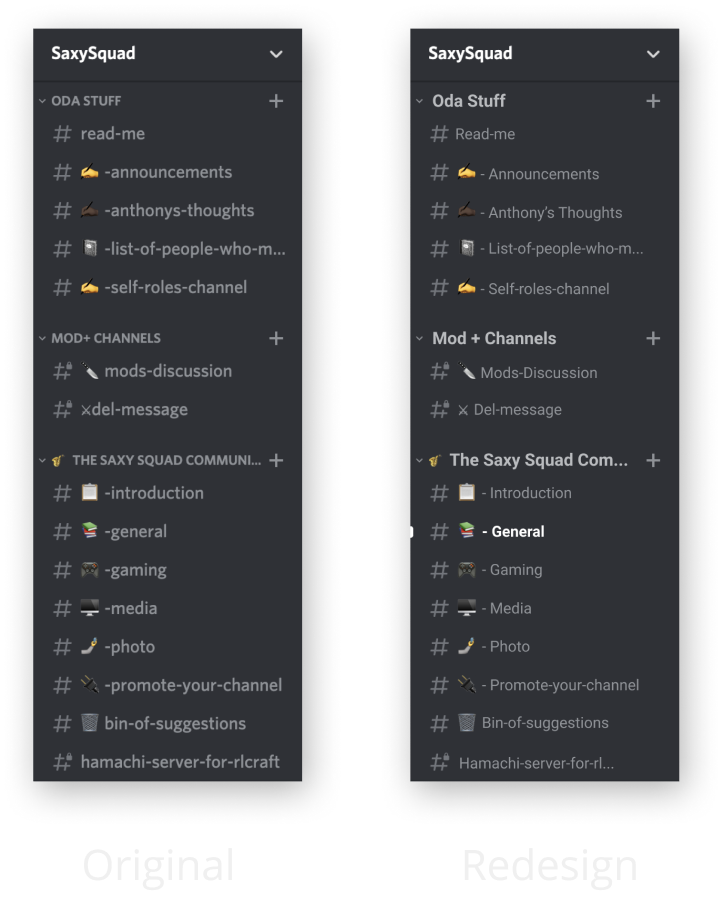 SaxySquad
ODA STUFF
read-me
-announcements
-anthonys-thoughts
-list-of-people-who-m...
-self-roles-channel
MOD+ CHANNELS
mods-discussion
del-message
THE SAXY SQUAD COMMUNI...
-introduction
-general
-gaming
-media
-photo
-promote-your-channel
bin-of-suggestions
hamachi-server-for-rlcraft
Original
SaxySquad
Oda Stuff
Read-me
- Announcements
- Anthony’s Thoughts
- List-of-people-who-m...
- Self-roles-channel
Mod + Channels
Mods-Discussion
Del-message
The Saxy Squad Com...
- Introduction
- General
- Gaming
- Media
- Photo
- Promote-your-channel
Bin-of-suggestions
Hamachi-server-for-rl...
Redesign